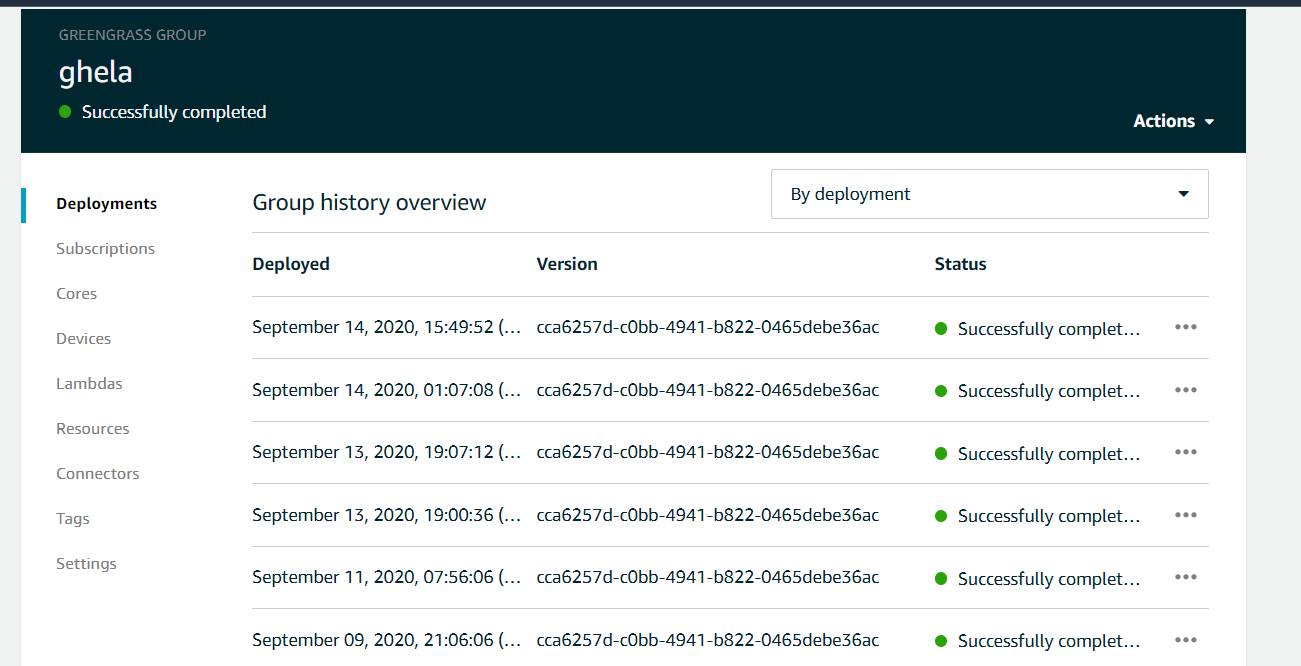 GREENGRASS GROUP
ghela
Successfully completed
Actions
Deployments
Subscriptions
Cores
Devices
Lambdas
Resources
Connectors
Tags
Settings
Group history overview
By deployment
Deployed Version Status
September 14, 2020, 15:49:52 (... cca6257d-c0bb-4941-b822-0465debe36ac Successfully complet...
September 14, 2020, 01:07:08 (... cca6257d-c0bb-4941-b822-0465debe36ac Successfully complet...
September 13, 2020, 19:07:12 (... cca6257d-c0bb-4941-b822-0465debe36ac Successfully complet...
September 13, 2020, 19:00:36 (... cca6257d-c0bb-4941-b822-0465debe36ac Successfully complet...
September 11, 2020, 07:56:06 (... cca6257d-c0bb-4941-b822-0465debe36ac Successfully complet...
September 09, 2020, 21:06:06 (... cca6257d-c0bb-4941-b822-0465debe36ac Successfully complet...